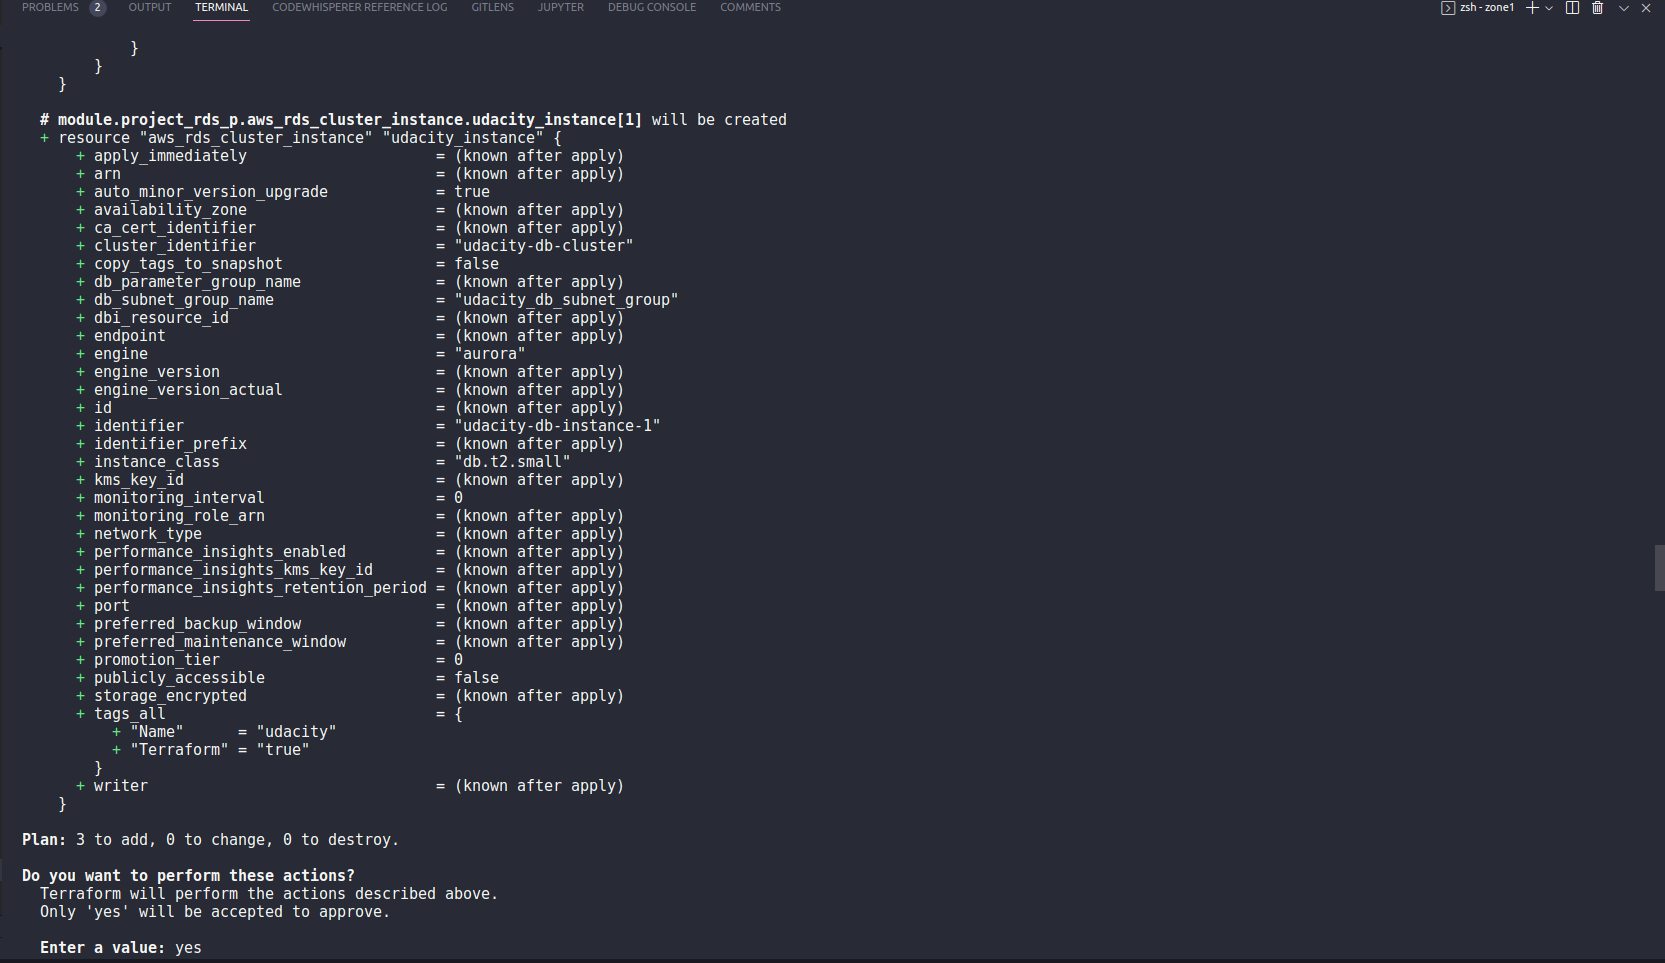 PROBLEMS 2 OUTPUT TERMINAL CODEWHISPERER REFERENCE LOG GITLENS JUPYTER DEBUG CONSOLE COMMENTS zsh - zone1
            }
        }
    }
  # module.project_rds_p.aws_rds_cluster_instance.udacity_instance[1] will be created
  + resource "aws_rds_cluster_instance" "udacity_instance" {
      + apply_immediately                     = (known after apply)
      + arn                                   = (known after apply)
      + auto_minor_version_upgrade            = true
      + availability_zone                     = (known after apply)
      + ca_cert_identifier                    = (known after apply)
      + cluster_identifier                    = "udacity-db-cluster"
      + copy_tags_to_snapshot                 = false
      + db_parameter_group_name               = (known after apply)
      + db_subnet_group_name                  = "udacity_db_subnet_group"
      + dbi_resource_id                       = (known after apply)
      + endpoint                              = (known after apply)
      + engine                                = "aurora"
      + engine_version                        = (known after apply)
      + engine_version_actual                 = (known after apply)
      + id                                    = (known after apply)
      + identifier                            = "udacity-db-instance-1"
      + identifier_prefix                     = (known after apply)
      + instance_class                        = "db.t2.small"
      + kms_key_id                            = (known after apply)
      + monitoring_interval                   = 0
      + monitoring_role_arn                   = (known after apply)
      + network_type                          = (known after apply)
      + performance_insights_enabled          = (known after apply)
      + performance_insights_kms_key_id       = (known after apply)
      + performance_insights_retention_period = (known after apply)
      + port                                  = (known after apply)
      + preferred_backup_window               = (known after apply)
      + preferred_maintenance_window          = (known after apply)
      + promotion_tier                        = 0
      + publicly_accessible                   = false
      + storage_encrypted                     = (known after apply)
      + tags_all                              = {
          + "Name"      = "udacity"
          + "Terraform" = "true"
        }
      + writer                                = (known after apply)
    }
Plan: 3 to add, 0 to change, 0 to destroy.
Do you want to perform these actions?
  Terraform will perform the actions described above.
  Only 'yes' will be accepted to approve.
  Enter a value: yes